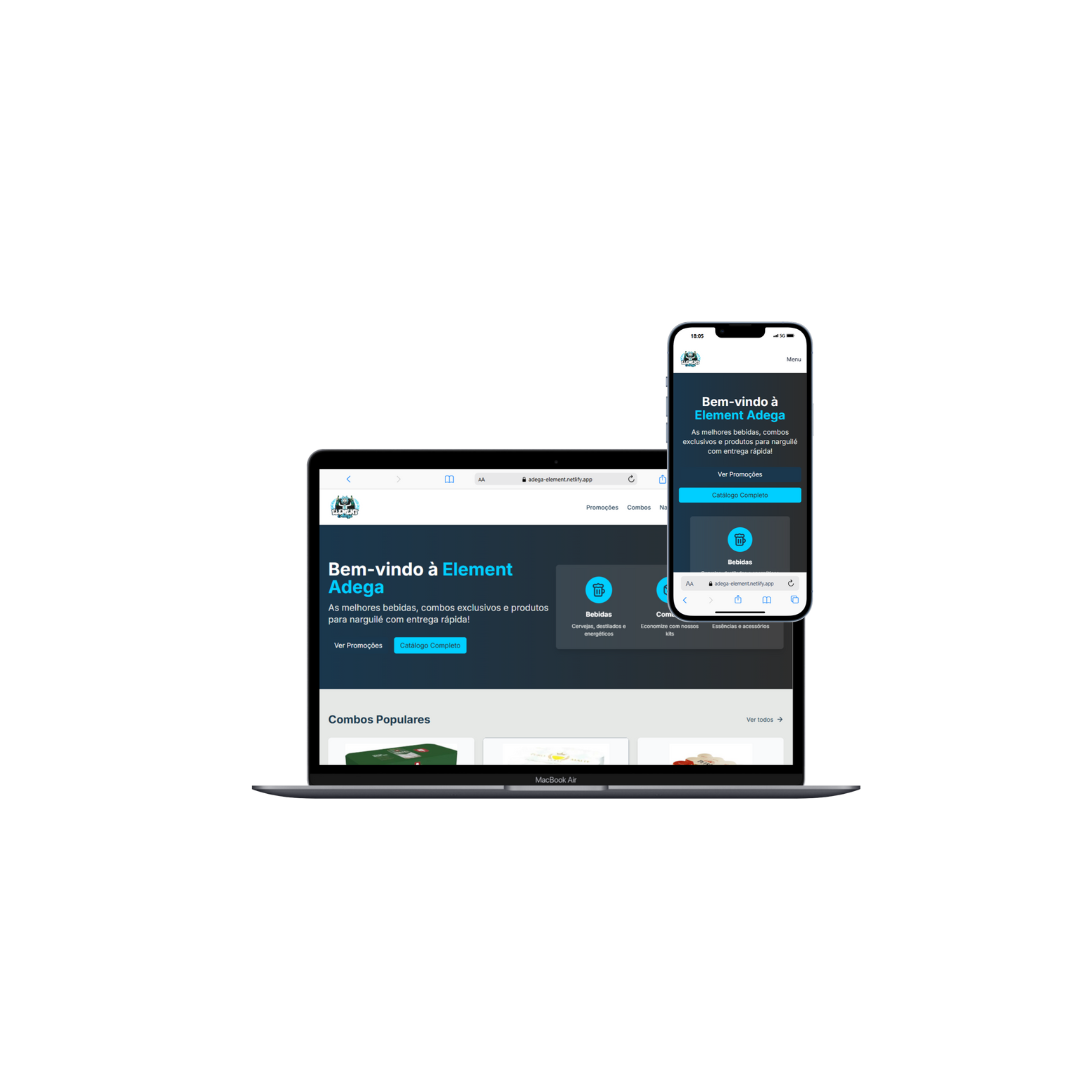 AA adega-element.netlify.app
ELEMENT
Promoções Combos Na
Bem-vindo à Element
Adega
As melhores bebidas, combos exclusivos e produtos
para narguilé com entrega rápida!
Ver Promoções Catálogo Completo
Bebidas
Cervejas, destilados e
energéticos
Com
Economize com nossos
kits
Essências e acessórios
Combos Populares
Ver todos →
MacBook Air
18:05 5G
Menu
Bem-vindo à
Element Adega
As melhores bebidas, combos
exclusivos e produtos para narguilé
com entrega rápida!
Ver Promoções
Catálogo Completo
Bebidas
AA adega-element.netlify.app